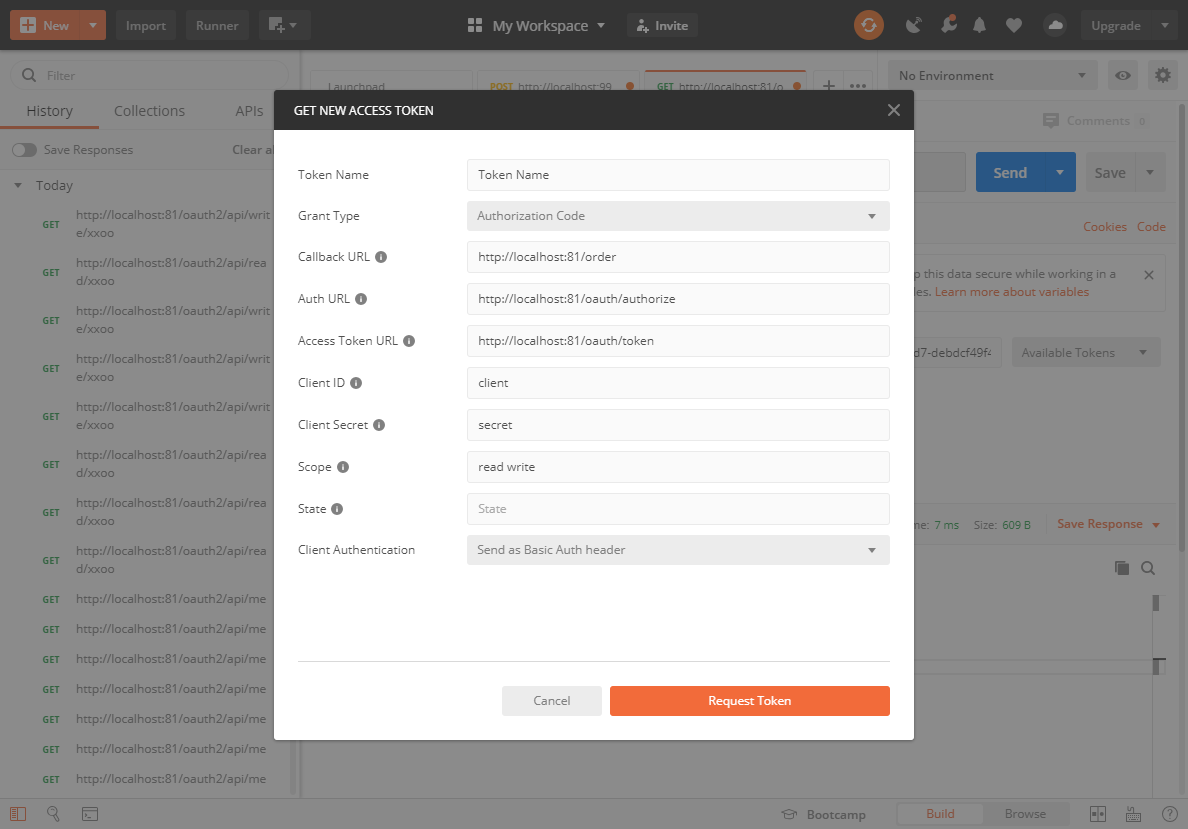 New
Import
Runner
My Workspace
Invite
Upgrade
Filter
History
Collections
APIs
Save Responses
Clear al
Today
GET http://localhost:81/oauth2/api/writ
e/xxoo
GET http://localhost:81/oauth2/api/rea
d/xxoo
GET http://localhost:81/oauth2/api/writ
e/xxoo
GET http://localhost:81/oauth2/api/writ
e/xxoo
GET http://localhost:81/oauth2/api/writ
e/xxoo
GET http://localhost:81/oauth2/api/rea
d/xxoo
GET http://localhost:81/oauth2/api/rea
d/xxoo
GET http://localhost:81/oauth2/api/rea
d/xxoo
GET http://localhost:81/oauth2/api/me
GET http://localhost:81/oauth2/api/me
GET http://localhost:81/oauth2/api/me
GET http://localhost:81/oauth2/api/me
GET http://localhost:81/oauth2/api/me
GET http://localhost:81/oauth2/api/me
GET http://localhost:81/oauth2/api/me
Launchpad
POST http://localhost:99
GET http://localhost:81/o
No Environment
Comments 0
Send
Save
Cookies Code
p this data secure while working in a
es. Learn more about variables
d7-debdcf49f4
Available Tokens
ne: 7 ms Size: 609 B
Save Response
GET NEW ACCESS TOKEN
Token Name
Token Name
Grant Type
Authorization Code
Callback URL
http://localhost:81/order
Auth URL
http://localhost:81/oauth/authorize
Access Token URL
http://localhost:81/oauth/token
Client ID
client
Client Secret
secret
Scope
read write
State
State
Client Authentication
Send as Basic Auth header
Cancel
Request Token
Bootcamp
Build
Browse